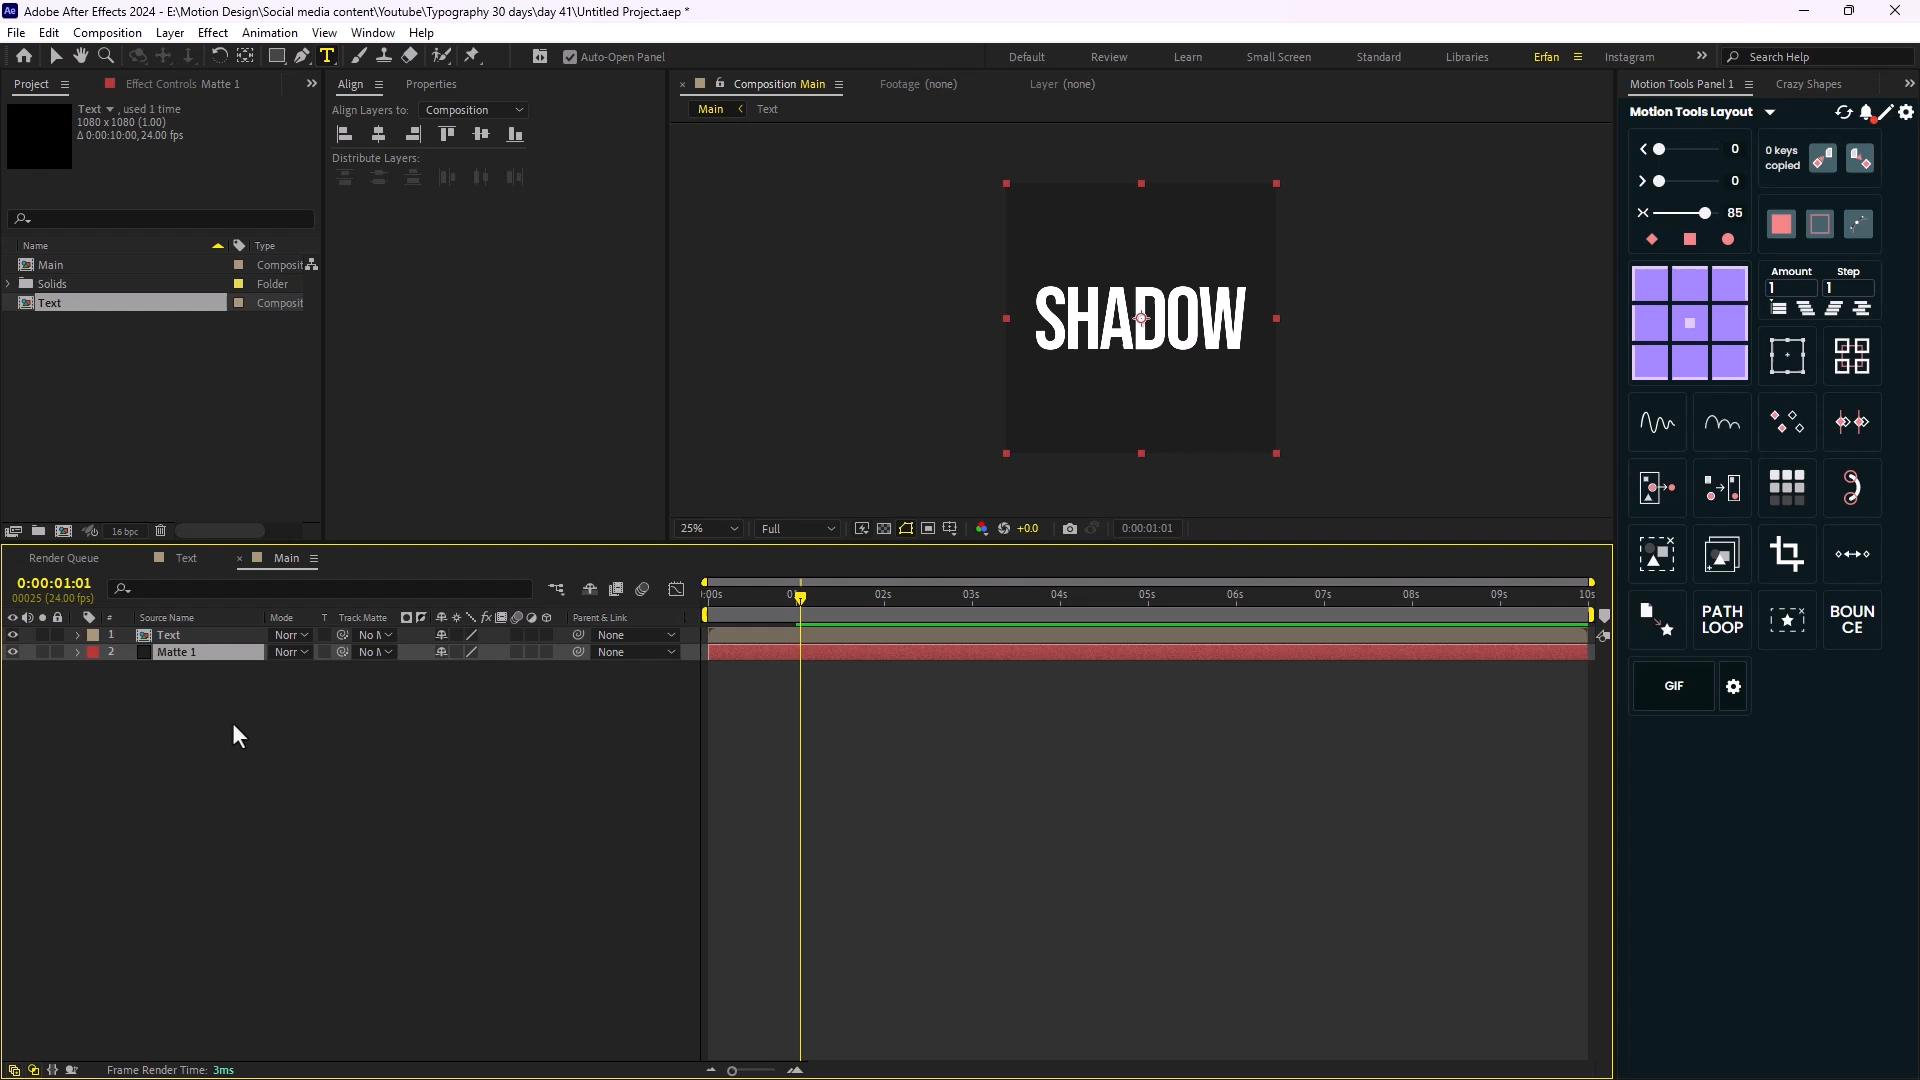 Ae Adobe After Effects 2024 - E:\Motion Design\Social media content\Youtube\Typography 30 days\day 41\Untitled Project.aep *
File Edit Composition Layer Effect Animation View Window Help
T Auto-Open Panel Default Review Learn Small Screen Standard Libraries Erfan Instagram Search Help
Project Effect Controls Matte 1 Align Properties Composition Main Footage (none) Layer (none) Motion Tools Panel 1 Crazy Shapes
Text , used 1 time
1080 x 1080 (1.00)
Δ 0:00:10:00, 24.00 fps
Align Layers to: Composition
Distribute Layers:
Main Text
Motion Tools Layout
0
0 keys copied
0
85
Name Type
Main Composit
Solids Folder
Text Composit
SHADOW
Amount Step
1 1
16 bpc
25% Full +0.0 0:00:01:01
Render Queue Text Main
0:00:01:01
00025 (24.00 fps)
:00s 01 02s 03s 04s 05s 06s 07s 08s 09s 10s
# Source Name Mode T Track Matte fx Parent & Link
1 Text Norr No M None
2 Matte 1 Norr No M None
PATH LOOP
BOUN CE
GIF
Frame Render Time: 3ms